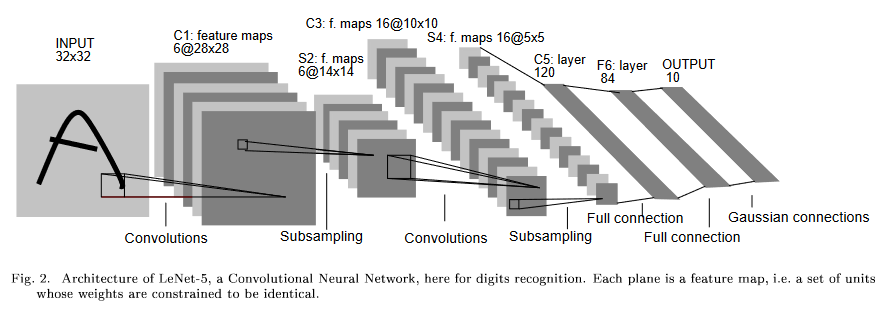 INPUT
32x32
C1: feature maps
6@28x28
S2: f. maps
6@14x14
C3: f. maps 16@10x10
S4: f. maps 16@5x5
C5: layer
120
F6: layer
84
OUTPUT
10
Convolutions
Subsampling
Convolutions
Subsampling
Full connection
Full connection
Gaussian connections
Fig. 2. Architecture of LeNet-5, a Convolutional Neural Network, here for digits recognition. Each plane is a feature map, i.e. a set of units
whose weights are constrained to be identical.
A